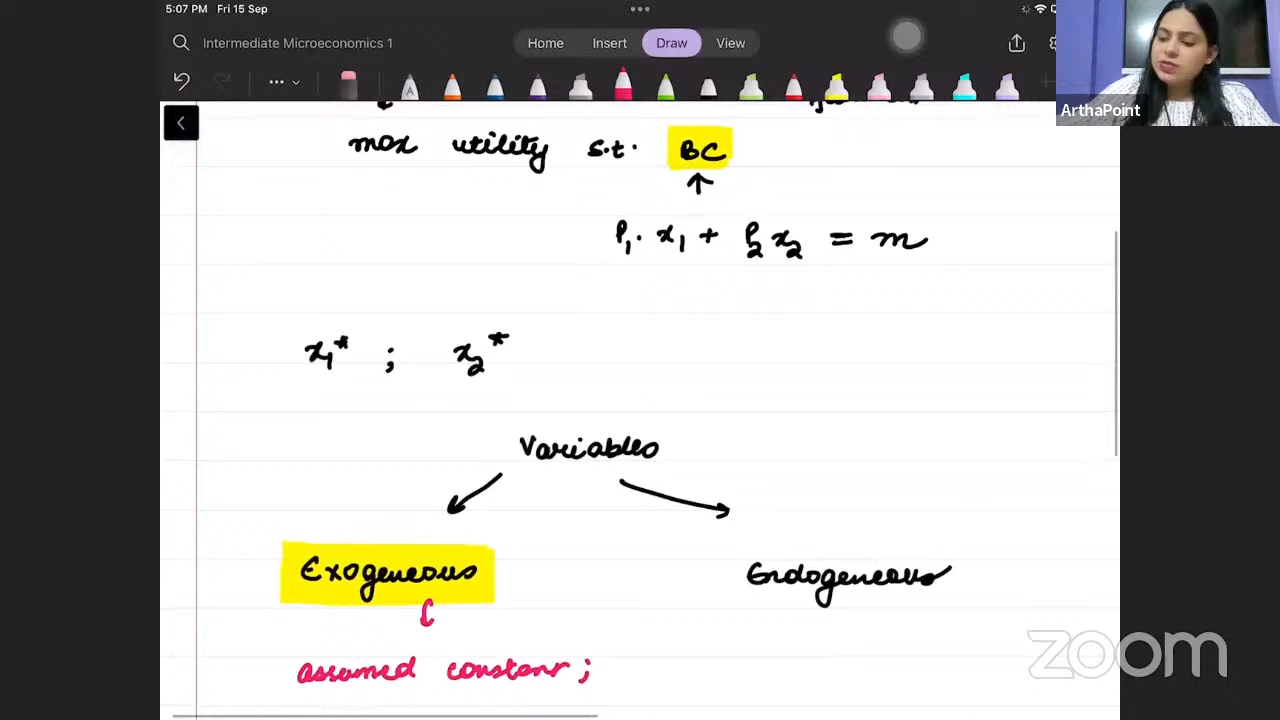 5:07 PM Fri 15 Sep
Intermediate Microeconomics 1
Home Insert Draw View
A
ArthaPoint
max utility s.t. BC
P₁. x₁ + P₂ x₂ = m
x₁* ; x₂*
Variables
Exogeneous
Endogeneous
assumed constant ;
zoom